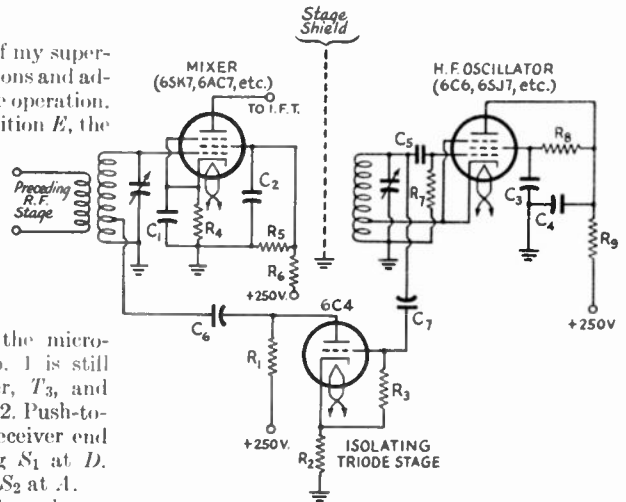 f my super-
ions and ad-
e operation.
ition E, the
the micro-
o. 1 is still
er, T3, and
2. Push-to-
eceiver end
g S1 at D.
S2 at A.
Stage
Shield
MIXER
(6SK7, 6AC7, etc.)
TO I.F.T.
H.F. OSCILLATOR
(6C6, 6SJ7, etc.)
Preceding
R.F.
Stage
C1
R4
C2
R5
R6
+250V.
C5
R7
R8
C3
C4
R9
+250V.
C6
R1
+250V.
6C4
C7
R3
R2
ISOLATING
TRIODE STAGE